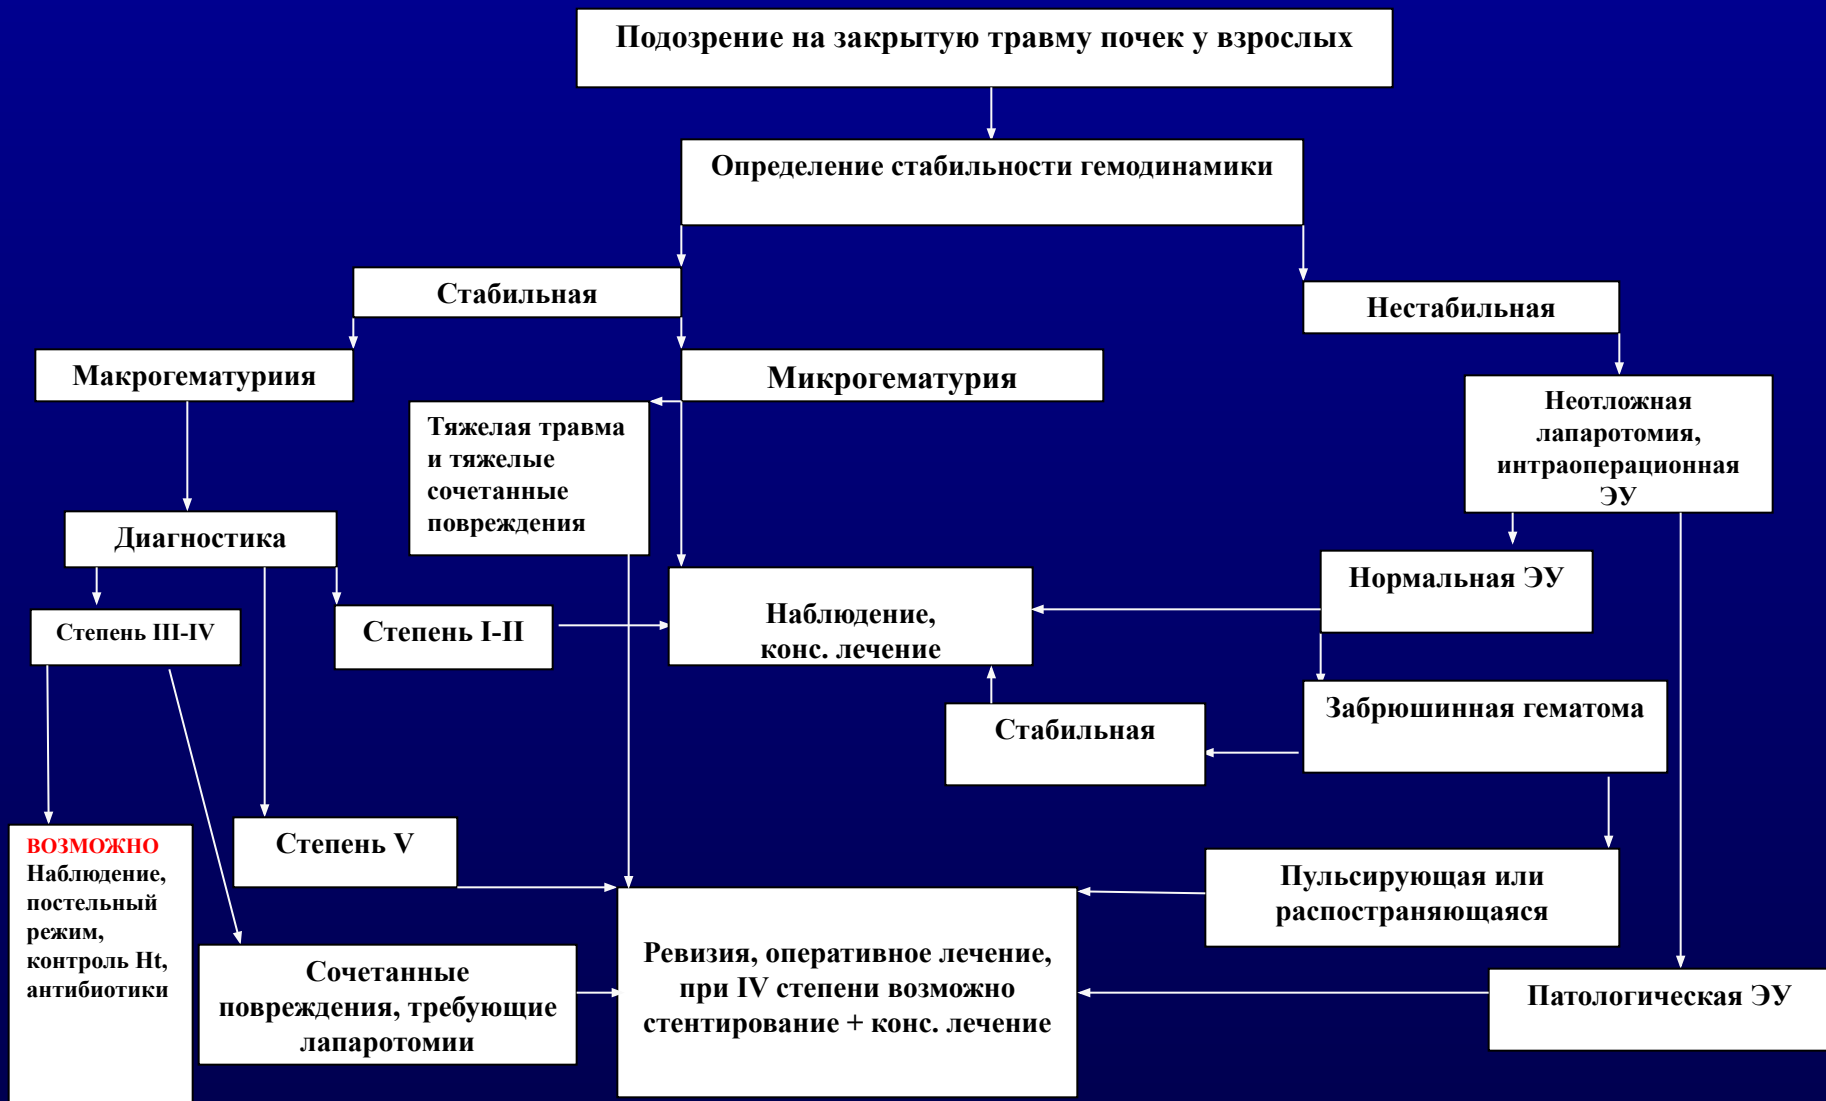 Подозрение на закрытую травму почек у взрослых
Определение стабильности гемодинамики
Стабильная
Нестабильная
Макрогематуриия
Микрогематурия
Неотложная
лапаротомия,
интраоперационная
ЭУ
Тяжелая травма
и тяжелые
сочетанные
повреждения
Диагностика
Нормальная ЭУ
Степень III-IV
Степень I-II
Наблюдение,
конс. лечение
Забрюшинная гематома
Стабильная
ВОЗМОЖНО
Наблюдение,
постельный
режим,
контроль Ht,
антибиотики
Степень V
Пульсирующая или
распостраняющаяся
Сочетанные
повреждения, требующие
лапаротомии
Ревизия, оперативное лечение,
при IV степени возможно
стентирование + конс. лечение
Патологическая ЭУ